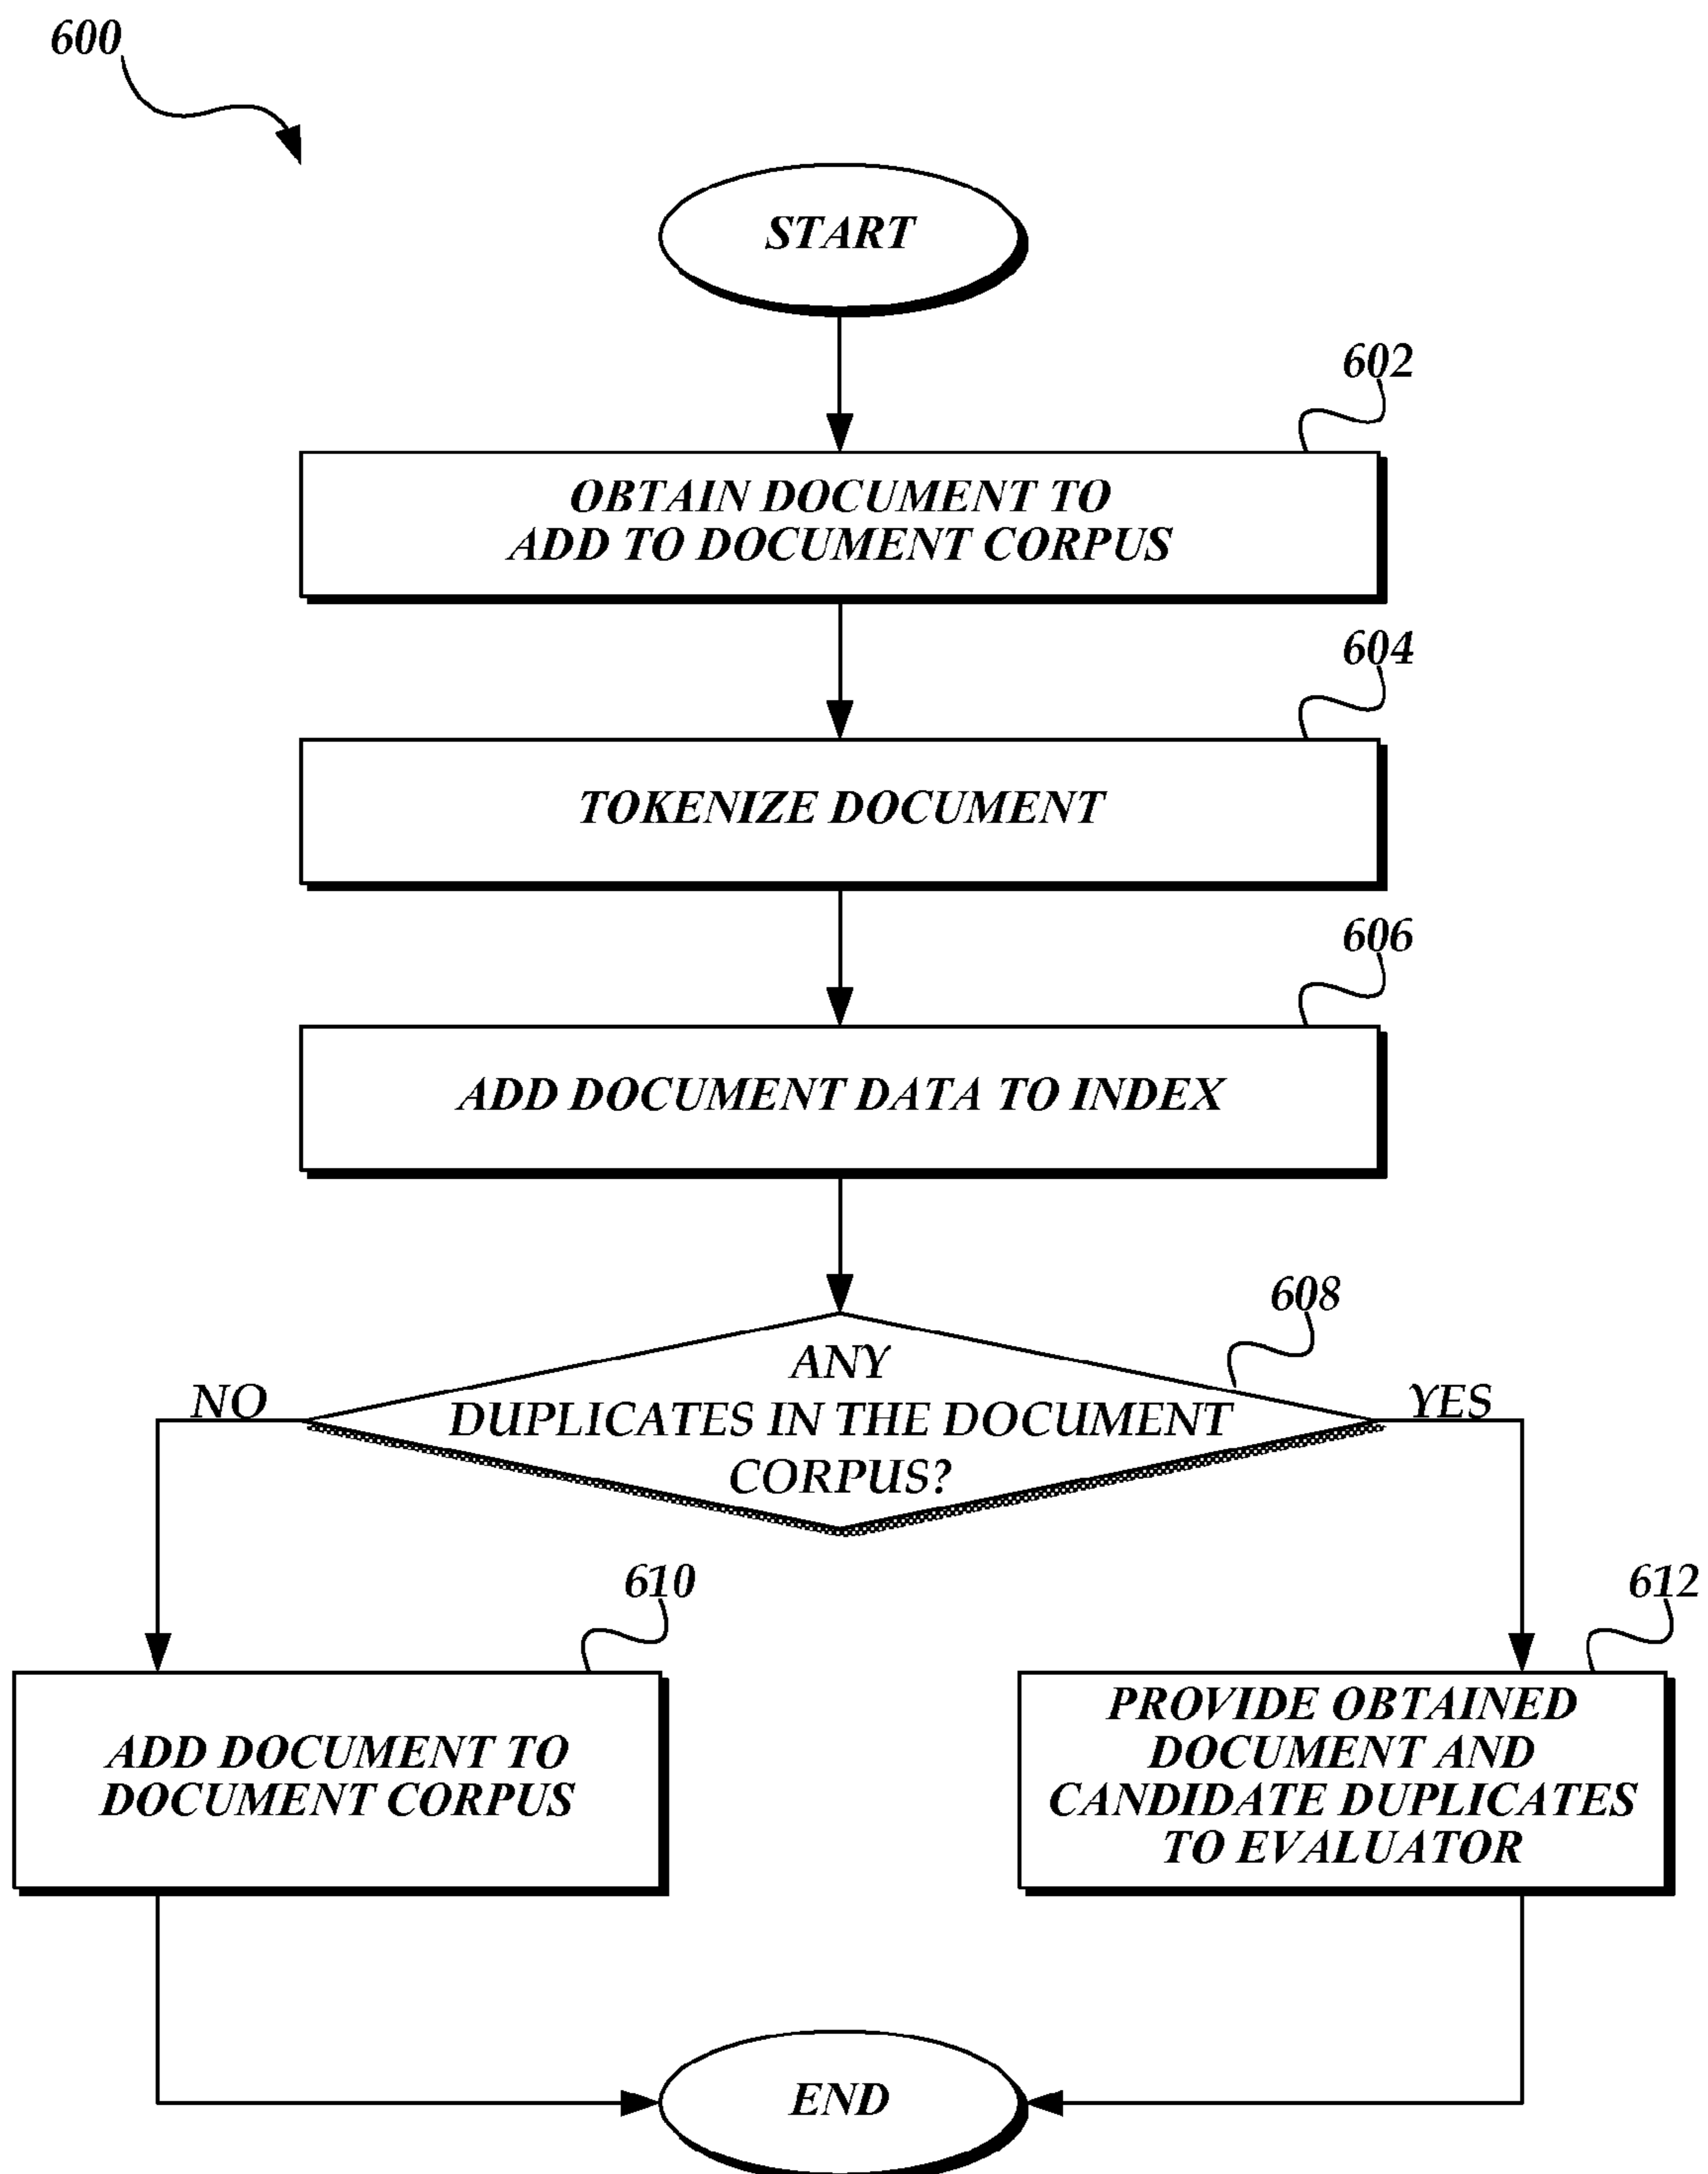 600
START
602
OBTAIN DOCUMENT TO
ADD TO DOCUMENT CORPUS
604
TOKENIZE DOCUMENT
606
ADD DOCUMENT DATA TO INDEX
608
ANY
DUPLICATES IN THE DOCUMENT
CORPUS?
NO
YES
610
ADD DOCUMENT TO
DOCUMENT CORPUS
612
PROVIDE OBTAINED
DOCUMENT AND
CANDIDATE DUPLICATES
TO EVALUATOR
END